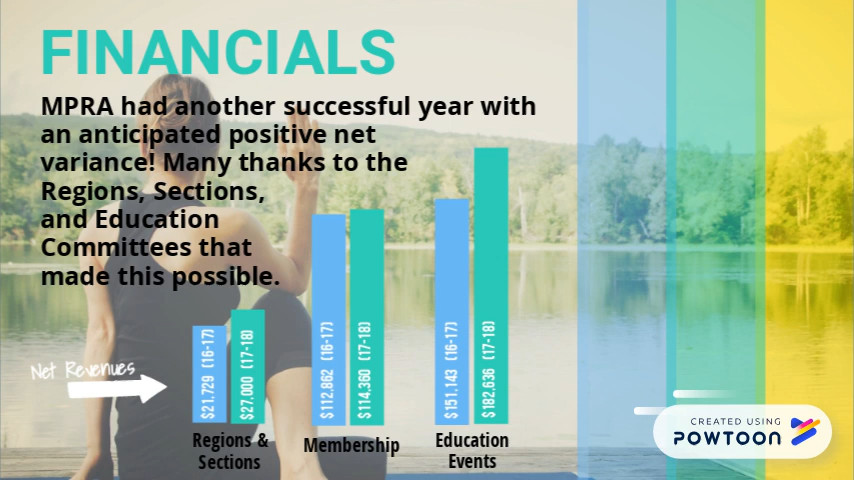 FINANCIALS
MPRA had another successful year with
an anticipated positive net
variance! Many thanks to the
Regions, Sections,
and Education
Committees that
made this possible.
Net Revenues
$21,729 (16-17)
$27,000 (17-18)
$112,862 (16-17)
$114,360 (17-18)
$151,143 (16-17)
$182,636 (17-18)
Regions &
Sections
Membership
Education
Events
CREATED USING
POWTOON